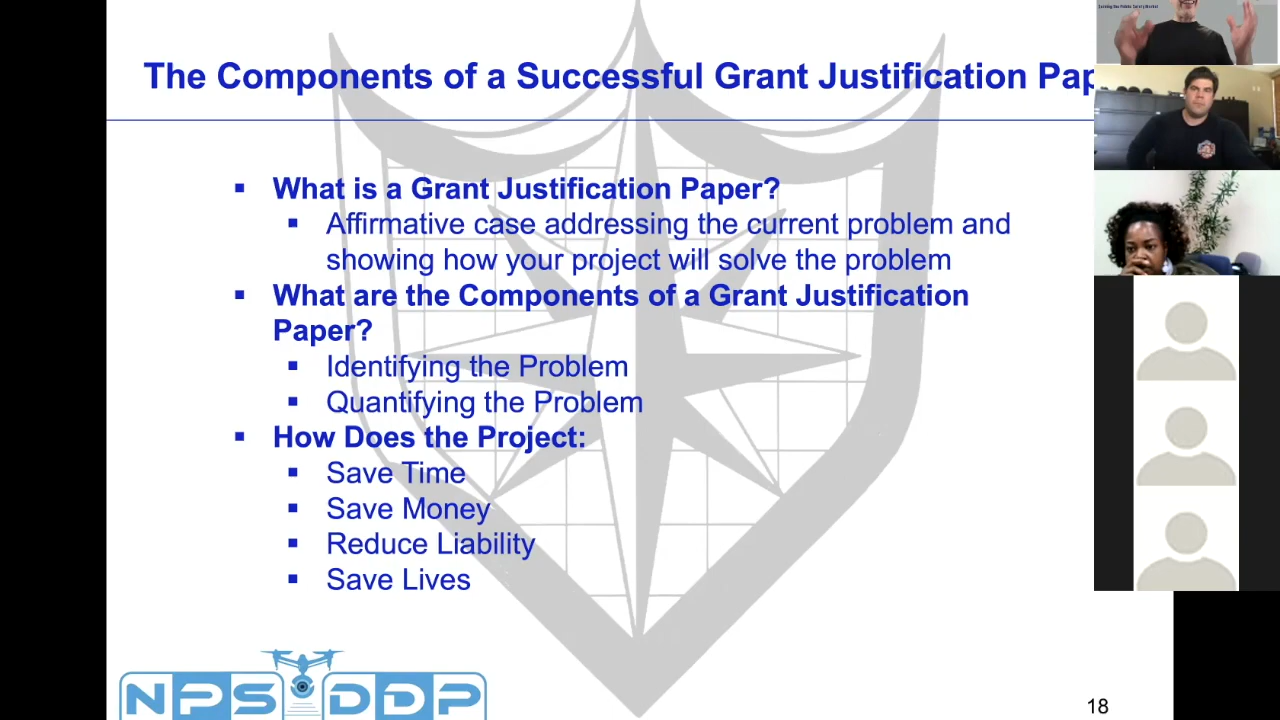 The Components of a Successful Grant Justification Pap
▪ What is a Grant Justification Paper?
▪ Affirmative case addressing the current problem and
showing how your project will solve the problem
▪ What are the Components of a Grant Justification
Paper?
▪ Identifying the Problem
▪ Quantifying the Problem
▪ How Does the Project:
▪ Save Time
▪ Save Money
▪ Reduce Liability
▪ Save Lives
NPS DDP
18